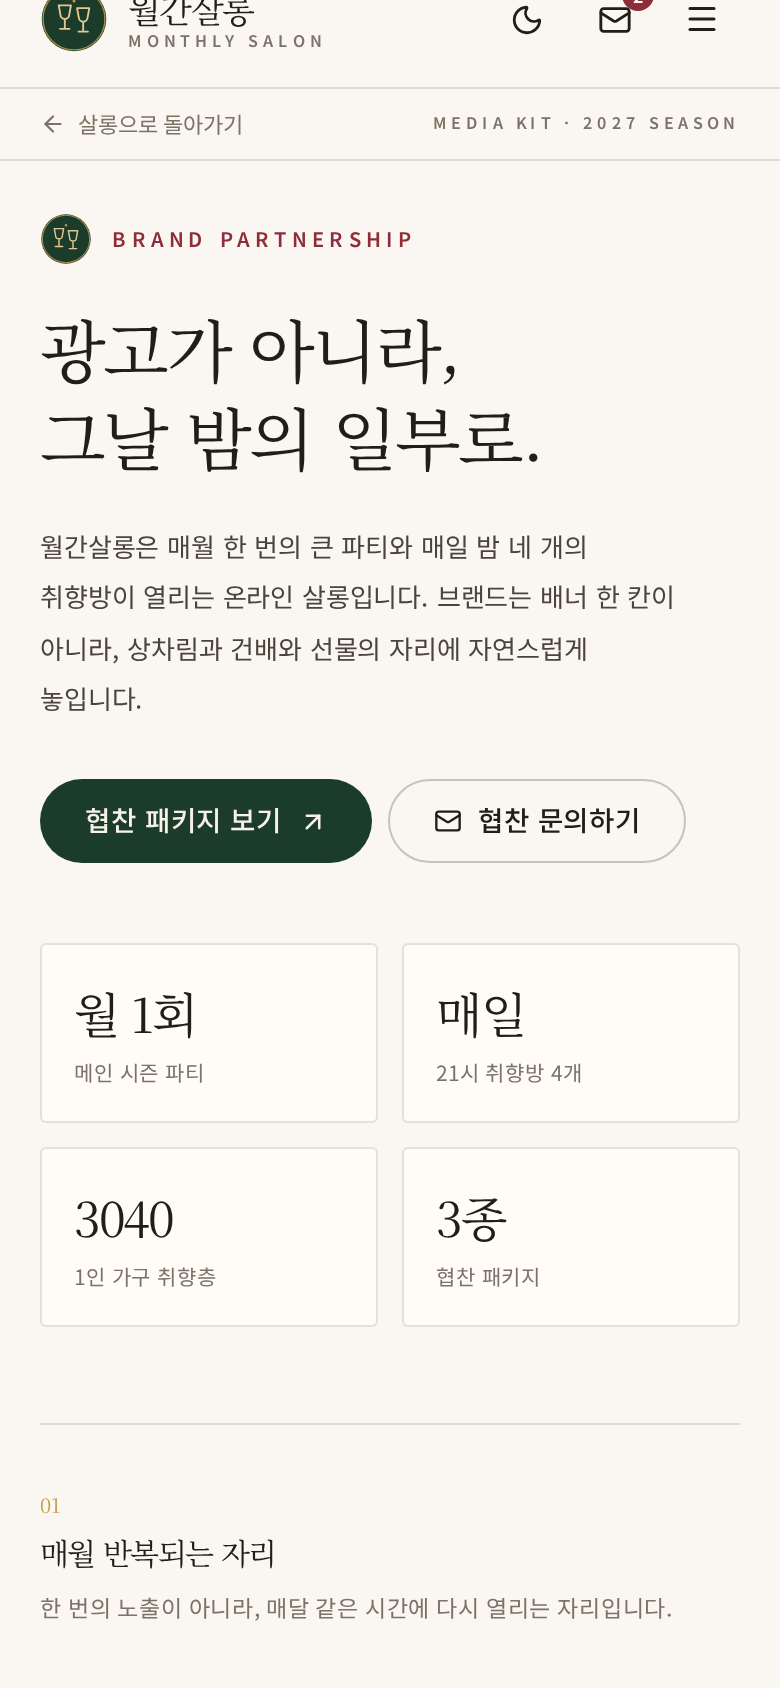 월간살롱
MONTHLY SALON
2
살롱으로 돌아가기
MEDIA KIT · 2027 SEASON
BRAND PARTNERSHIP
광고가 아니라,
그날 밤의 일부로.
월간살롱은 매월 한 번의 큰 파티와 매일 밤 네 개의
취향방이 열리는 온라인 살롱입니다. 브랜드는 배너 한 칸이
아니라, 상차림과 건배와 선물의 자리에 자연스럽게
놓입니다.
협찬 패키지 보기
협찬 문의하기
월 1회
메인 시즌 파티
매일
21시 취향방 4개
3040
1인 가구 취향층
3종
협찬 패키지
01
매월 반복되는 자리
한 번의 노출이 아니라, 매달 같은 시간에 다시 열리는 자리입니다.